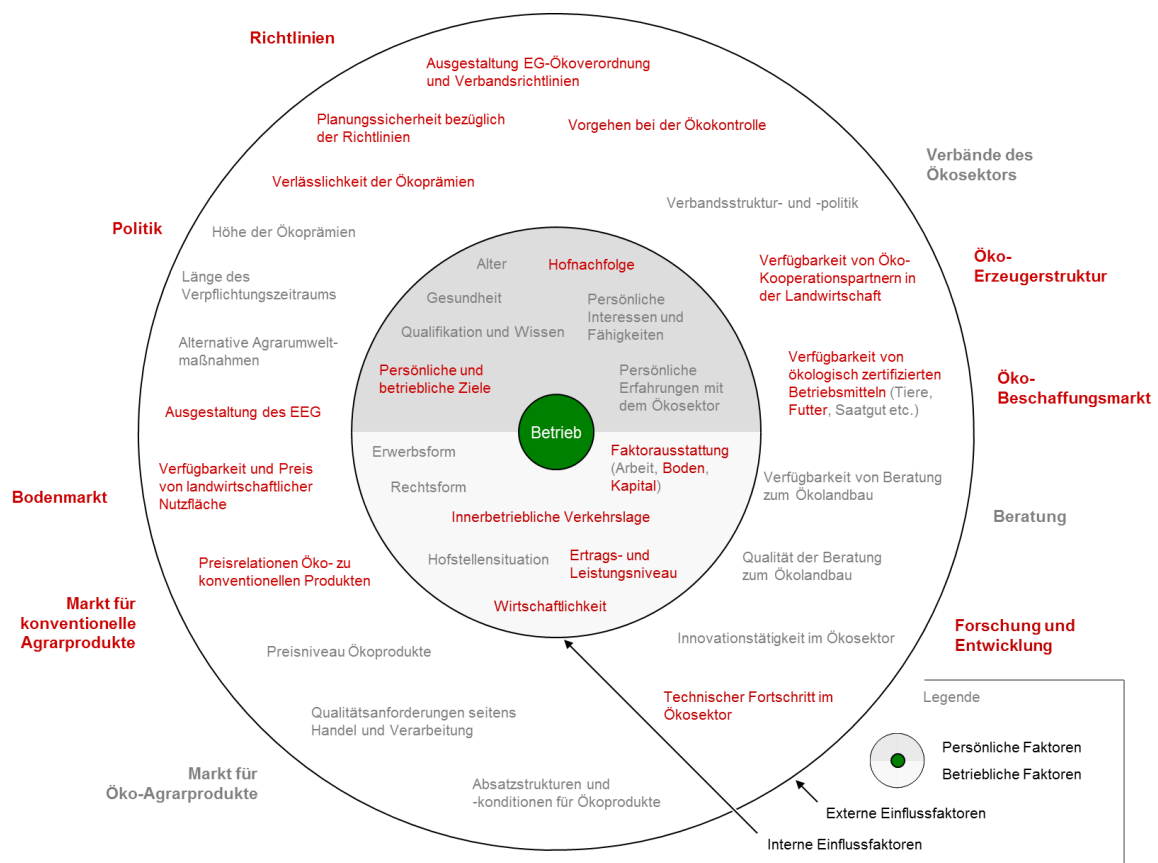 Richtlinien
Ausgestaltung EG-Ökoverordnung
und Verbandsrichtlinien
Planungssicherheit bezüglich
der Richtlinien
Vorgehen bei der Ökokontrolle
Verlässlichkeit der Ökoprämien
Verbände des
Ökosektors
Verbandsstruktur- und -politik
Politik
Höhe der Ökoprämien
Länge des
Verpflichtungszeitraums
Alternative Agrarumwelt-
maßnahmen
Ausgestaltung des EEG
Alter
Hofnachfolge
Gesundheit
Persönliche
Interessen und
Fähigkeiten
Qualifikation und Wissen
Persönliche und
betriebliche Ziele
Persönliche
Erfahrungen mit
dem Ökosektor
Betrieb
Verfügbarkeit von Öko-
Kooperationspartnern in
der Landwirtschaft
Öko-
Erzeugerstruktur
Verfügbarkeit von
ökologisch zertifizierten
Betriebsmitteln (Tiere,
Futter, Saatgut etc.)
Öko-
Beschaffungsmarkt
Erwerbsform
Rechtsform
Faktorausstattung
(Arbeit, Boden,
Kapital)
Innerbetriebliche Verkehrslage
Hofstellensituation
Ertrags- und
Leistungsniveau
Wirtschaftlichkeit
Bodenmarkt
Verfügbarkeit und Preis
von landwirtschaftlicher
Nutzfläche
Verfügbarkeit von Beratung
zum Ökolandbau
Beratung
Qualität der Beratung
zum Ökolandbau
Preisrelationen Öko- zu
konventionellen Produkten
Markt für
konventionelle
Agrarprodukte
Preisniveau Ökoprodukte
Innovationstätigkeit im Ökosektor
Forschung und
Entwicklung
Technischer Fortschritt im
Ökosektor
Qualitätsanforderungen seitens
Handel und Verarbeitung
Markt für
Öko-Agrarprodukte
Absatzstrukturen und
-konditionen für Ökoprodukte
Legende
Persönliche Faktoren
Betriebliche Faktoren
Externe Einflussfaktoren
Interne Einflussfaktoren